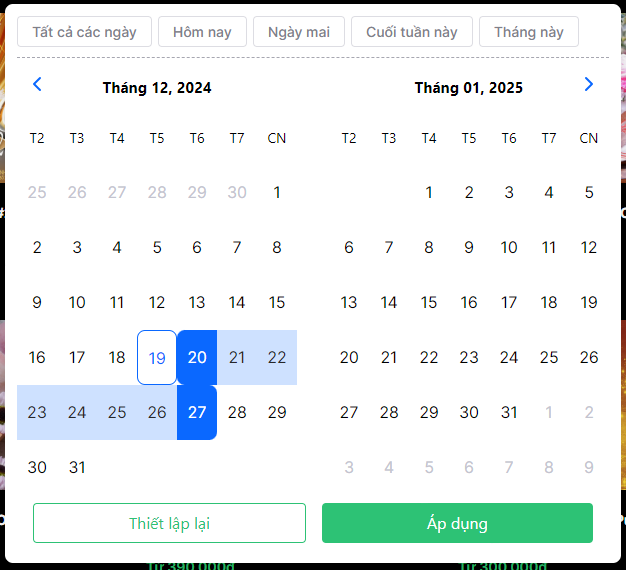 Tất cả các ngày Hôm nay Ngày mai Cuối tuần này Tháng này
Tháng 12, 2024
T2 T3 T4 T5 T6 T7 CN
25 26 27 28 29 30 1
2 3 4 5 6 7 8
9 10 11 12 13 14 15
16 17 18 19 20 21 22
23 24 25 26 27 28 29
30 31
Tháng 01, 2025
T2 T3 T4 T5 T6 T7 CN
1 2 3 4 5
6 7 8 9 10 11 12
13 14 15 16 17 18 19
20 21 22 23 24 25 26
27 28 29 30 31 1 2
3 4 5 6 7 8 9
Thiết lập lại Áp dụng
Từ 390.000đ Từ 300.000đ